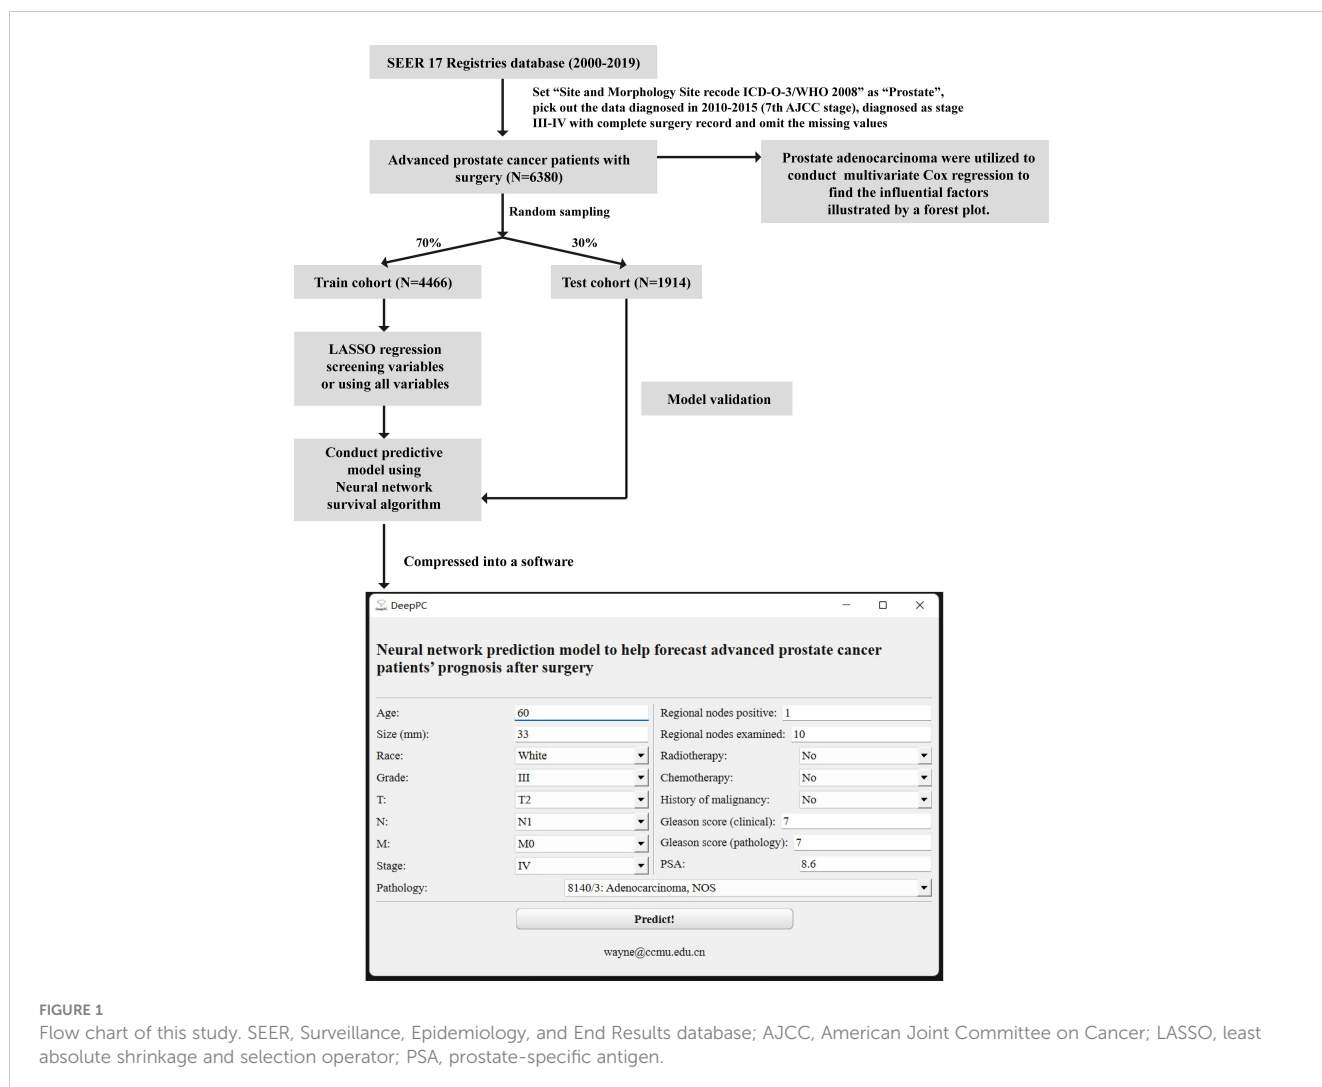 SEER 17 Registries database (2000-2019)
Set “Site and Morphology Site recode ICD-O-3/WHO 2008” as “Prostate”,
pick out the data diagnosed in 2010-2015 (7th AJCC stage), diagnosed as stage
III-IV with complete surgery record and omit the missing values
Advanced prostate cancer patients with
surgery (N=6380)
Prostate adenocarcinoma were utilized to
conduct multivariate Cox regression to
find the influential factors
illustrated by a forest plot.
Random sampling
70%
30%
Train cohort (N=4466)
Test cohort (N=1914)
LASSO regression
screening variables
or using all variables
Model validation
Conduct predictive
model using
Neural network
survival algorithm
Compressed into a software
DeepPC
Neural network prediction model to help forecast advanced prostate cancer
patients’ prognosis after surgery
Age: 60
Regional nodes positive: 1
Size (mm): 33
Regional nodes examined: 10
Race: White
Radiotherapy: No
Grade: III
Chemotherapy: No
T: T2
History of malignancy: No
N: N1
Gleason score (clinical): 7
M: M0
Gleason score (pathology): 7
Stage: IV
PSA: 8.6
Pathology: 8140/3: Adenocarcinoma, NOS
Predict!
wayne@ccmu.edu.cn
FIGURE 1
Flow chart of this study. SEER, Surveillance, Epidemiology, and End Results database; AJCC, American Joint Committee on Cancer; LASSO, least
absolute shrinkage and selection operator; PSA, prostate-specific antigen.